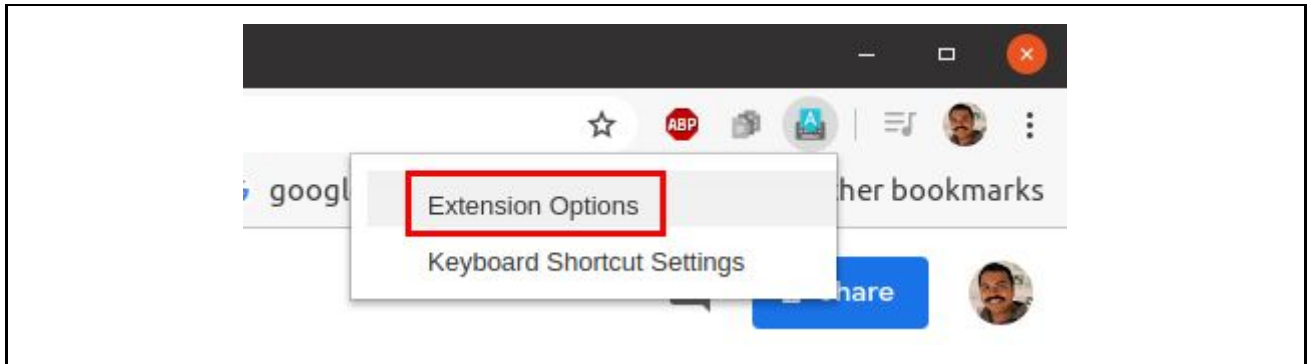 ABP
A
googl
Extension Options
her bookmarks
Keyboard Shortcut Settings
hare